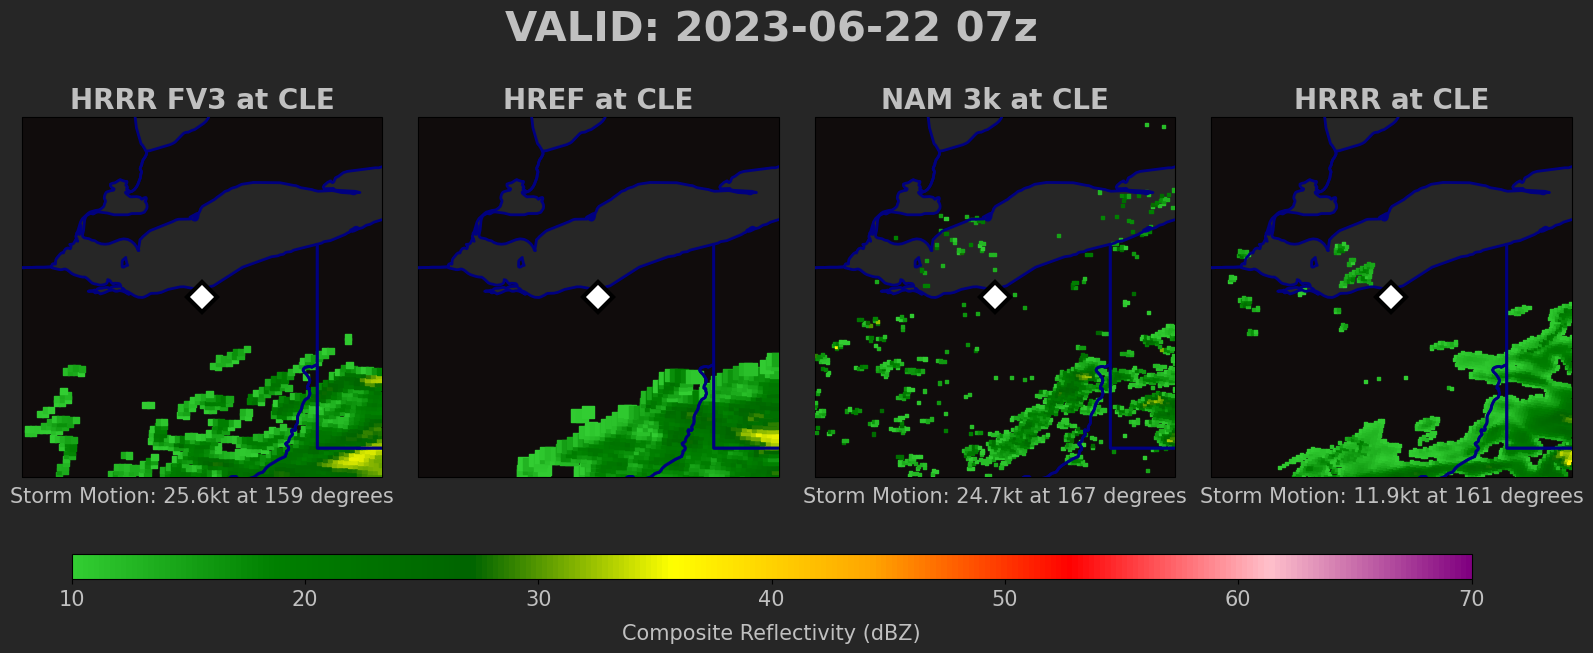 VALID: 2023-06-22 07z
HRRR FV3 at CLE
HREF at CLE
NAM 3k at CLE
HRRR at CLE
Storm Motion: 25.6kt at 159 degrees
Storm Motion: 24.7kt at 167 degrees
Storm Motion: 11.9kt at 161 degrees
10 20 30 40 50 60 70
Composite Reflectivity (dBZ)